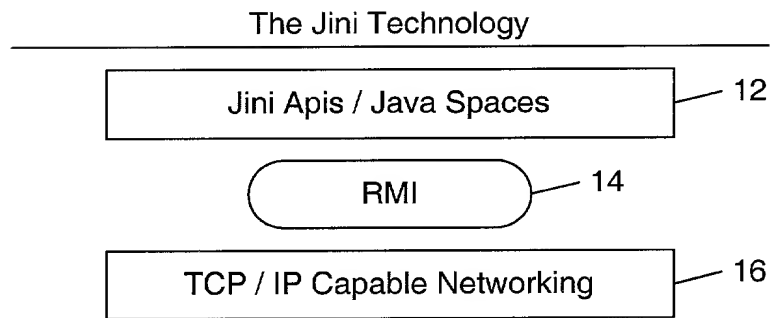 The Jini Technology
Jini Apis / Java Spaces
12
RMI
14
TCP / IP Capable Networking
16